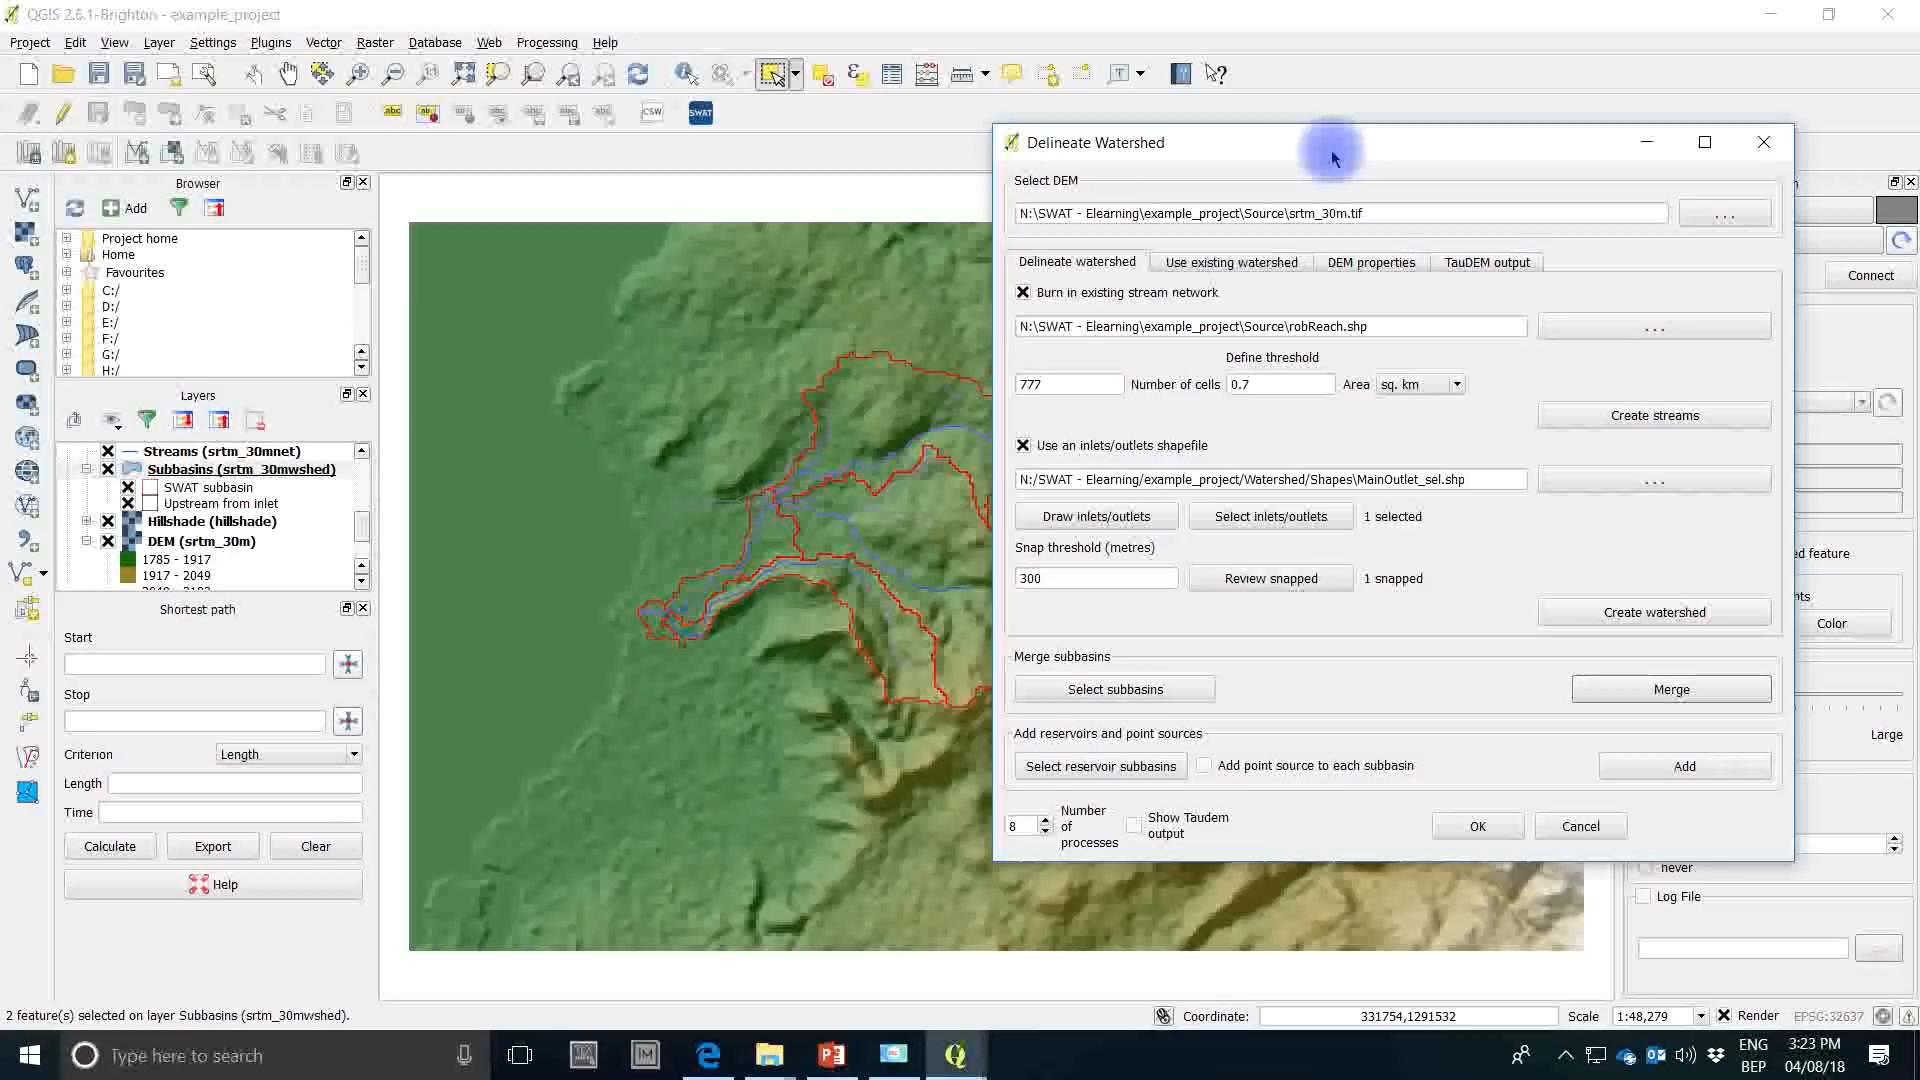 QGIS 2.6.1-Brighton - example_project
Project Edit View Layer Settings Plugins Vector Raster Database Web Processing Help
CSW SWAT
Browser
Add
Project home
Home
Favourites
C:/
D:/
E:/
F:/
G:/
H:/
Layers
Streams (srtm_30mnet)
Subbasins (srtm_30mwshed)
SWAT subbasin
Upstream from inlet
Hillshade (hillshade)
DEM (srtm_30m)
1785 - 1917
1917 - 2049
Shortest path
Start
Stop
Criterion Length
Length
Time
Calculate Export Clear
Help
Delineate Watershed
Select DEM
N:\SWAT - Elearning\example_project\Source\srtm_30m.tif ...
Delineate watershed Use existing watershed DEM properties TauDEM output
Burn in existing stream network
N:\SWAT - Elearning\example_project\Source\robReach.shp ...
Define threshold
777 Number of cells 0.7 Area sq. km
Create streams
Use an inlets/outlets shapefile
N:/SWAT - Elearning/example_project/Watershed/Shapes\MainOutlet_sel.shp ...
Draw inlets/outlets Select inlets/outlets 1 selected
Snap threshold (metres)
300 Review snapped 1 snapped
Create watershed
Merge subbasins
Select subbasins Merge
Add reservoirs and point sources
Select reservoir subbasins Add point source to each subbasin Add
8 Number of processes Show Taudem output OK Cancel
Connect
ed feature
nts
Color
Large
never
Log File
2 feature(s) selected on layer Subbasins (srtm_30mwshed).
Coordinate: 331754,1291532 Scale 1:48,279 Render EPSG:32637
Type here to search
ENG
BEP
3:23 PM
04/08/18